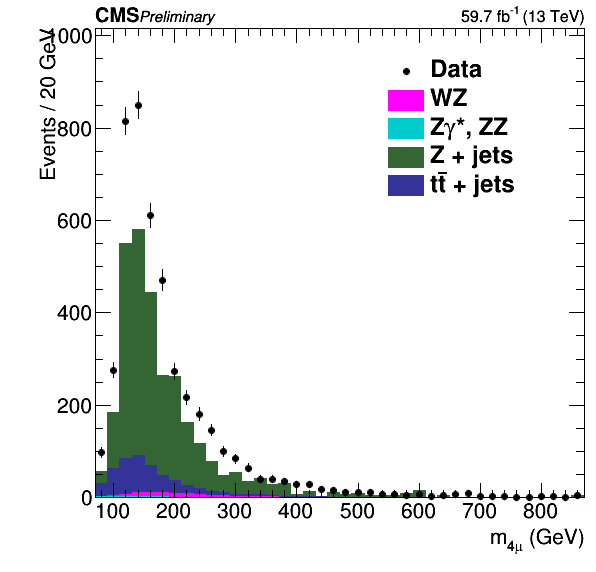 CMS Preliminary 59.7 fb⁻¹ (13 TeV)
Events / 20 GeV
1000
800
600
400
200
0
Data
WZ
Zγ*, ZZ
Z + jets
tt̄ + jets
100 200 300 400 500 600 700 800
m₄μ (GeV)